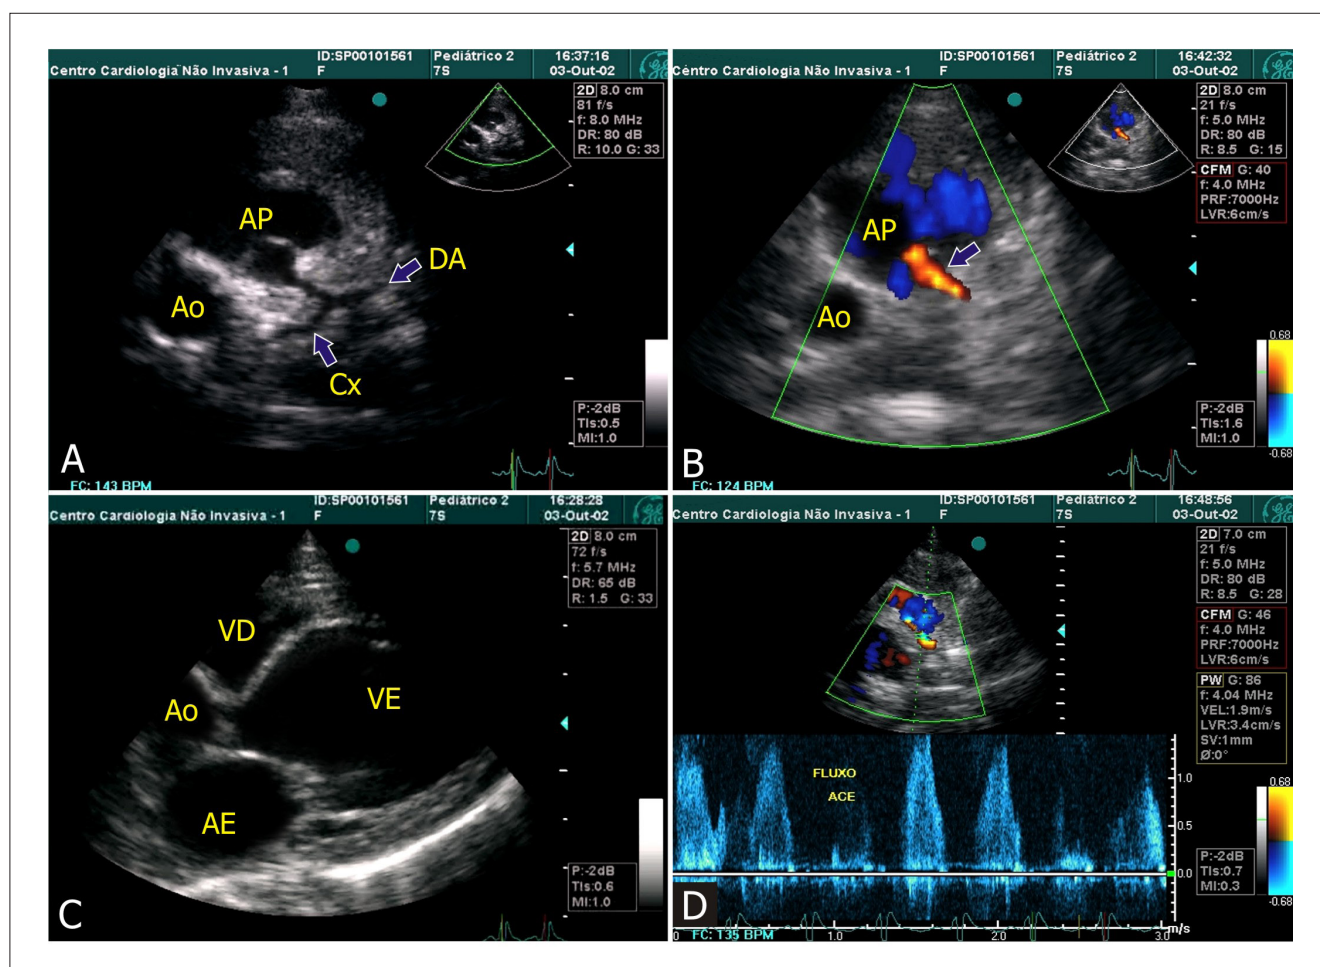 ID:SP00101561 Pediátrico 2 16:37:16
Centro Cardiologia Não Invasiva - 1 F 7S 03-Out-02
2D 8.0 cm
81 f/s
f: 8.0 MHz
DR: 80 dB
R: 10.0 G: 33
AP
DA
Ao
Cx
P:-2dB
TIs:0.5
MI:1.0
A
FC: 143 BPM
ID:SP00101561 Pediátrico 2 16:42:32
Centro Cardiologia Não Invasiva - 1 F 7S 03-Out-02
2D 8.0 cm
21 f/s
f: 5.0 MHz
DR: 80 dB
R: 8.5 G: 15
CFM G: 40
f: 4.0 MHz
PRF:7000Hz
LVR:6cm/s
AP
Ao
0.68
-0.68
P:-2dB
TIs:1.6
MI:1.0
B
FC: 124 BPM
ID:SP00101561 Pediátrico 2 16:28:28
Centro Cardiologia Não Invasiva - 1 F 7S 03-Out-02
2D 8.0 cm
72 f/s
f: 5.7 MHz
DR: 65 dB
R: 1.5 G: 33
VD
VE
Ao
AE
P:-2dB
TIs:0.6
MI:1.0
C
ID:SP00101561 Pediátrico 2 16:48:56
Centro Cardiologia Não Invasiva - 1 F 7S 03-Out-02
2D 7.0 cm
21 f/s
f: 5.0 MHz
DR: 80 dB
R: 8.5 G: 28
CFM G: 46
f: 4.0 MHz
PRF:7000Hz
LVR:6cm/s
PW G: 86
f: 4.04 MHz
VEL:1.9m/s
LVR:3.4cm/s
SV:1mm
Ø:0°
FLUXO
ACE
1.0
0.5
0.0
m/s
0.68
-0.68
P:-2dB
TIs:0.7
MI:0.3
D
FC: 135 BPM
0 1.0 2.0 3.0